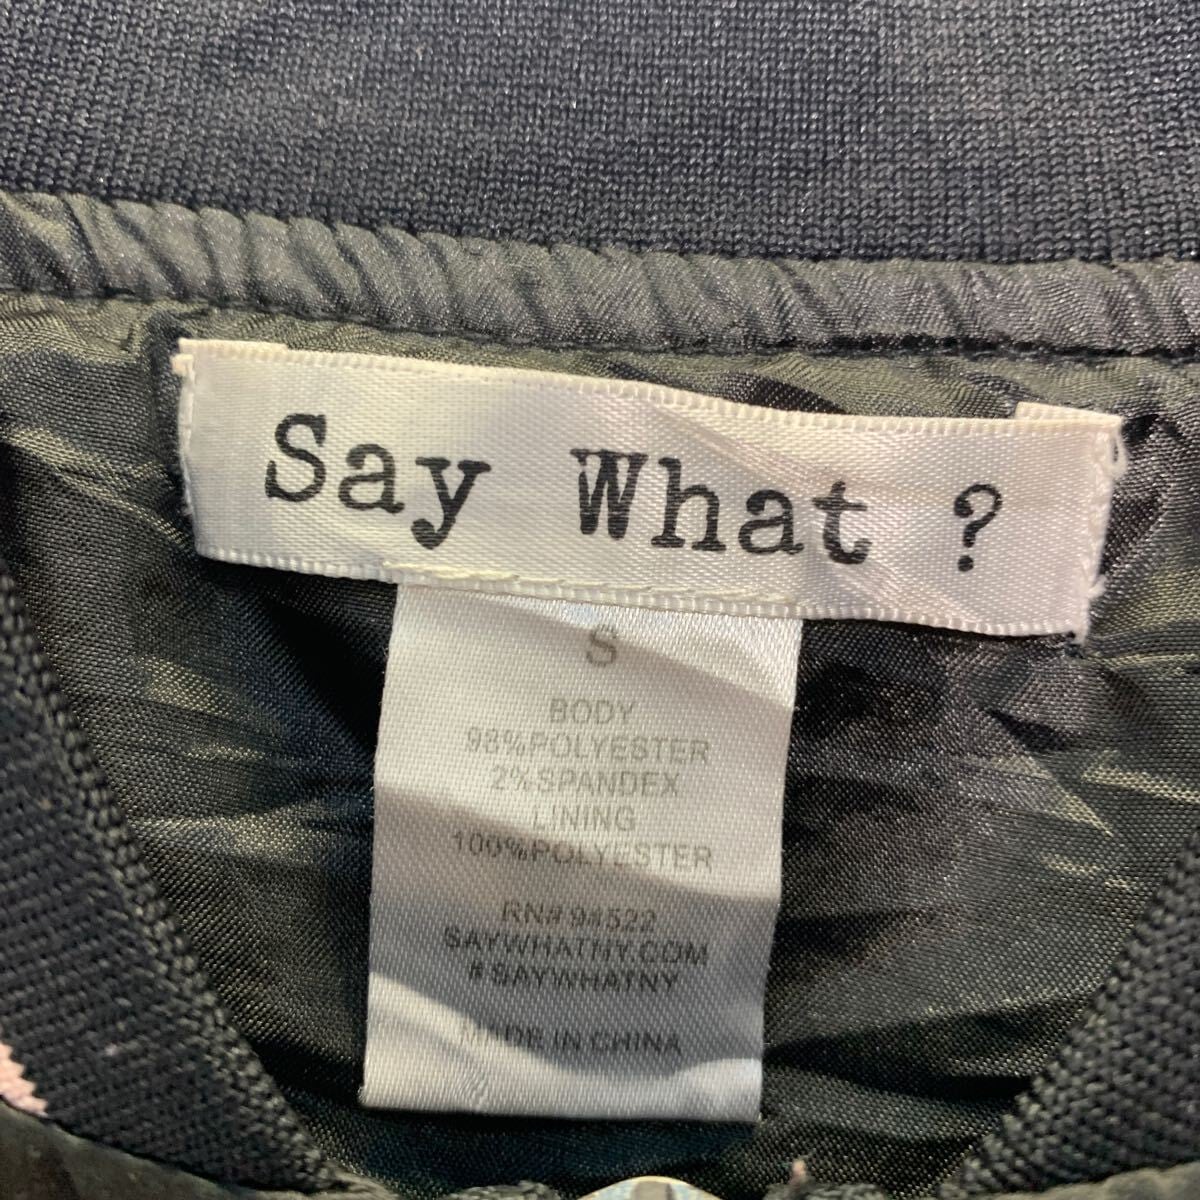 Say What ?
S
BODY
98%POLYESTER
2%SPANDEX
LINING
100%POLYESTER
RN# 94522
SAYWHATNY.COM
#SAYWHATNY
MADE IN CHINA